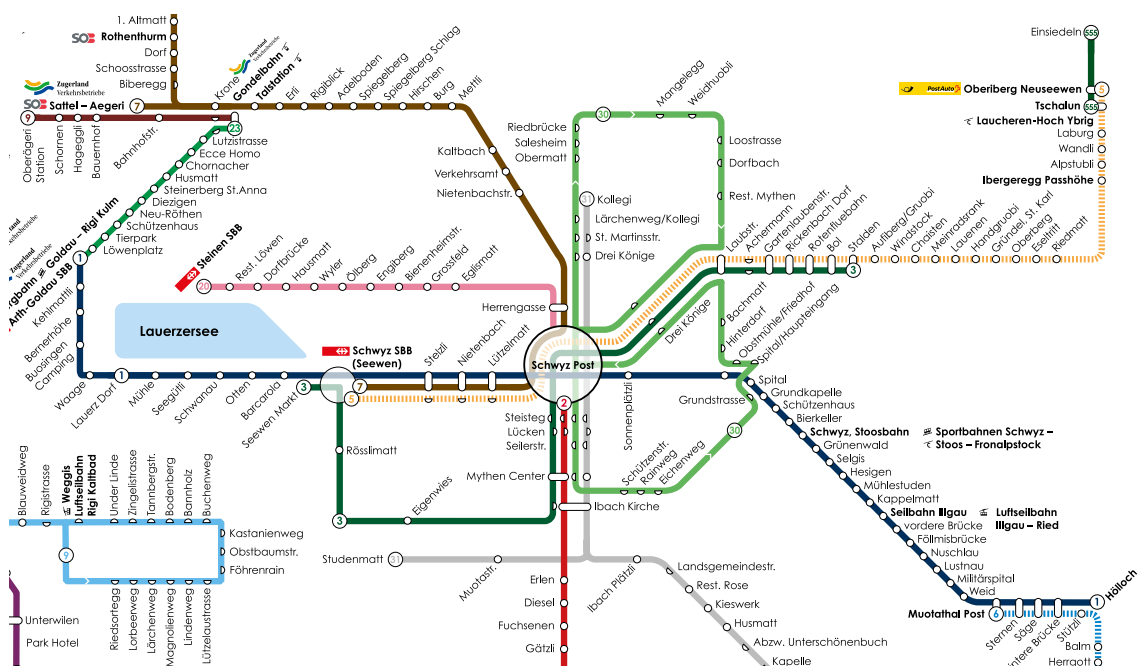 1. Altmatt
SOB Rothenthurm
Dorf
Schoosstrasse
Biberegg
Zugerland
Verkehrsbetriebe
SOB Sattel – Aegeri
7
9
Oberägeri
Station
Schornen
Hageggli
Bauernhof
Bahnhofstr.
Zugerland
Verkehrsbetriebe
Krone
Gondelbahn
Talstation
Erli
Rigiblick
Adelboden
Spiegelberg
Spiegelberg Schlag
Hirschen
Burg
Mettli
Kaltbach
Verkehrsamt
Nietenbachstr.
23
Lutzistrasse
Ecce Homo
Chornacher
Husmatt
Steinerberg St.Anna
Diezigen
Neu-Röthen
Schützenhaus
Tierpark
Löwenplatz
Goldau – Rigi Kulm
Arth-Goldau SBB
1
Kehlmattli
Bernerhöhe
Buosingen
Camping
Waage
Lauerz Dorf
1
Mühle
Seegütli
Schwanau
Otten
Barcarola
Seewen Markt
3
Lauerzersee
Steinen SBB
20
Rest. Löwen
Dorfbrücke
Hausmatt
Wyler
Ölberg
Engiberg
Bienenheimstr.
Grossfeld
Eglismatt
Herrengasse
Schwyz SBB
(Seewen)
7
5
Steizli
Nietenbach
Lützelmatt
Schwyz Post
2
Rösslimatt
3
Eigenwies
Steisteg
Lücken
Seilerstr.
Mythen Center
Ibach Kirche
Studenmatt
31
Muotastr.
Ibach Plätzli
Landsgemeindestr.
Rest. Rose
Kieswerk
Husmatt
Abzw. Unterschönenbuch
Kapelle
Erlen
Diesel
Fuchsenen
Gätzli
Riedbrücke
Salesheim
Obermatt
30
Mangelegg
Weidhuobli
Loostrasse
Dorfbach
Rest. Mythen
31
Kollegi
Lärchenweg/Kollegi
St. Martinsstr.
Drei Könige
Laubstr.
Achermann
Gartenlaubenstr.
Rickenbach Dorf
Rotenfluebahn
Bol
Stalden
3
Aufiberg/Gruobi
Windstock
Chaisten
Meinradsrank
Lauenen
Handgruobi
Gründel, St. Karl
Oberberg
Eseltritt
Riedmatt
Einsiedeln
555
PostAuto
Oberiberg Neuseewen
5
Tschalun
555
Laucheren-Hoch Ybrig
Laburg
Wandli
Alpstubli
Ibergeregg Passhöhe
Drei Könige
Bachmatt
Hinterdorf
Obstmühle/Friedhof
Spital/Haupteingang
Sonnenplätzli
Grundstrasse
30
Schützenstr.
Rainweg
Eichenweg
Spital
Grundkapelle
Schützenhaus
Bierkeller
Schwyz, Stoosbahn
Sportbahnen Schwyz –
Stoos – Fronalpstock
Grünenwald
Selgis
Hesigen
Mühlestuden
Kappelmatt
Seilbahn Illgau
Luftseilbahn
Illgau – Ried
vordere Brücke
Föllmisbrücke
Nuschlau
Lustnau
Militärspital
Weid
Muotathal Post
6
Sternen
Säge
Stützli
1
Hölloch
Balm
Herrgott
Blauweidweg
Rigistrasse
Weggis
Luftseilbahn
Rigi Kaltbad
Under Linde
Zingelistrasse
Tannenbergstr.
Bodenberg
Bannholz
Buchenweg
9
Kastanienweg
Obstbaumstr.
Föhrenrain
Riedsortegg
Lorbeerweg
Lärchenweg
Magnolienweg
Lindenweg
Lützelaustrasse
Unterwilen
Park Hotel